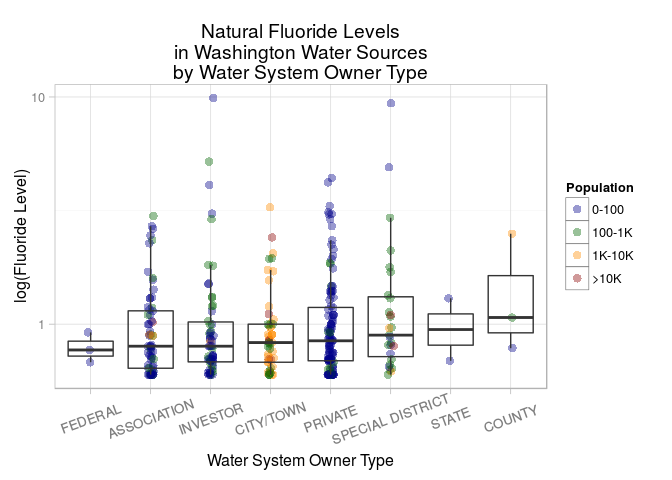 Natural Fluoride Levels
in Washington Water Sources
by Water System Owner Type
10
1
log(Fluoride Level)
FEDERAL
ASSOCIATION
INVESTOR
CITY/TOWN
PRIVATE
SPECIAL DISTRICT
STATE
COUNTY
Water System Owner Type
Population
0-100
100-1K
1K-10K
>10K